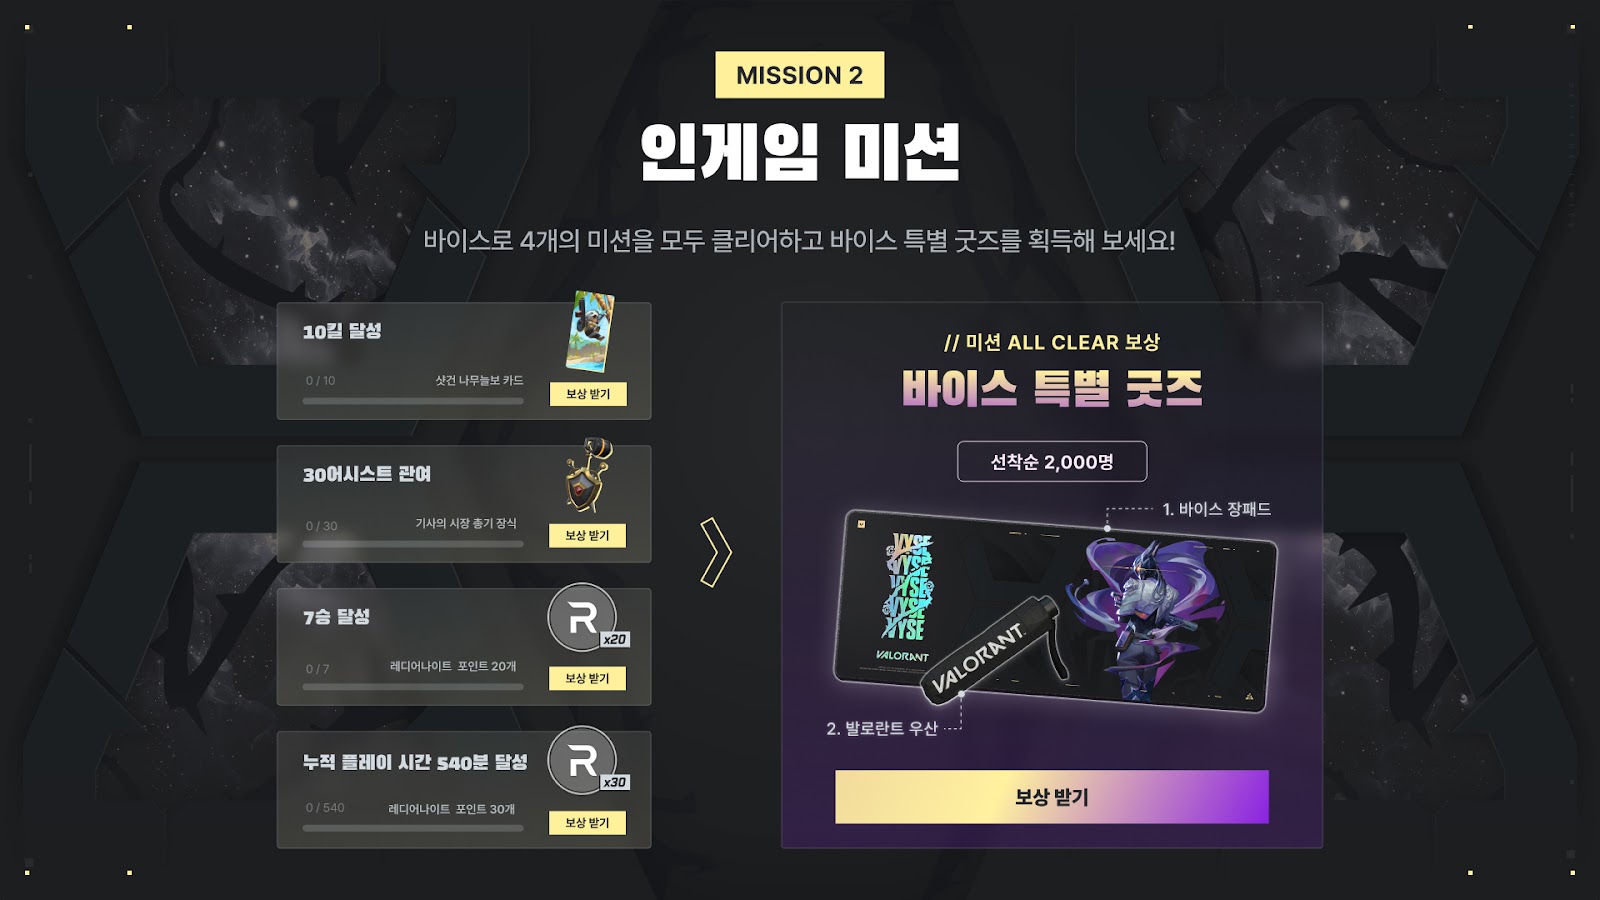 MISSION 2
인게임 미션
바이스로 4개의 미션을 모두 클리어하고 바이스 특별 굿즈를 획득해 보세요!
10킬 달성
0 / 10
샷건 나무늘보 카드
보상 받기
30어시스트 관여
0 / 30
기사의 시장 총기 장식
보상 받기
7승 달성
R
x20
0 / 7
레디어나이트 포인트 20개
보상 받기
누적 플레이 시간 540분 달성
R
x30
0 / 540
레디어나이트 포인트 30개
보상 받기
// 미션 ALL CLEAR 보상
바이스 특별 굿즈
선착순 2,000명
1. 바이스 장패드
VYSE
VYSE
VYSE
VYSE
VYSE
VALORANT
VALORANT
2. 발로란트 우산
보상 받기